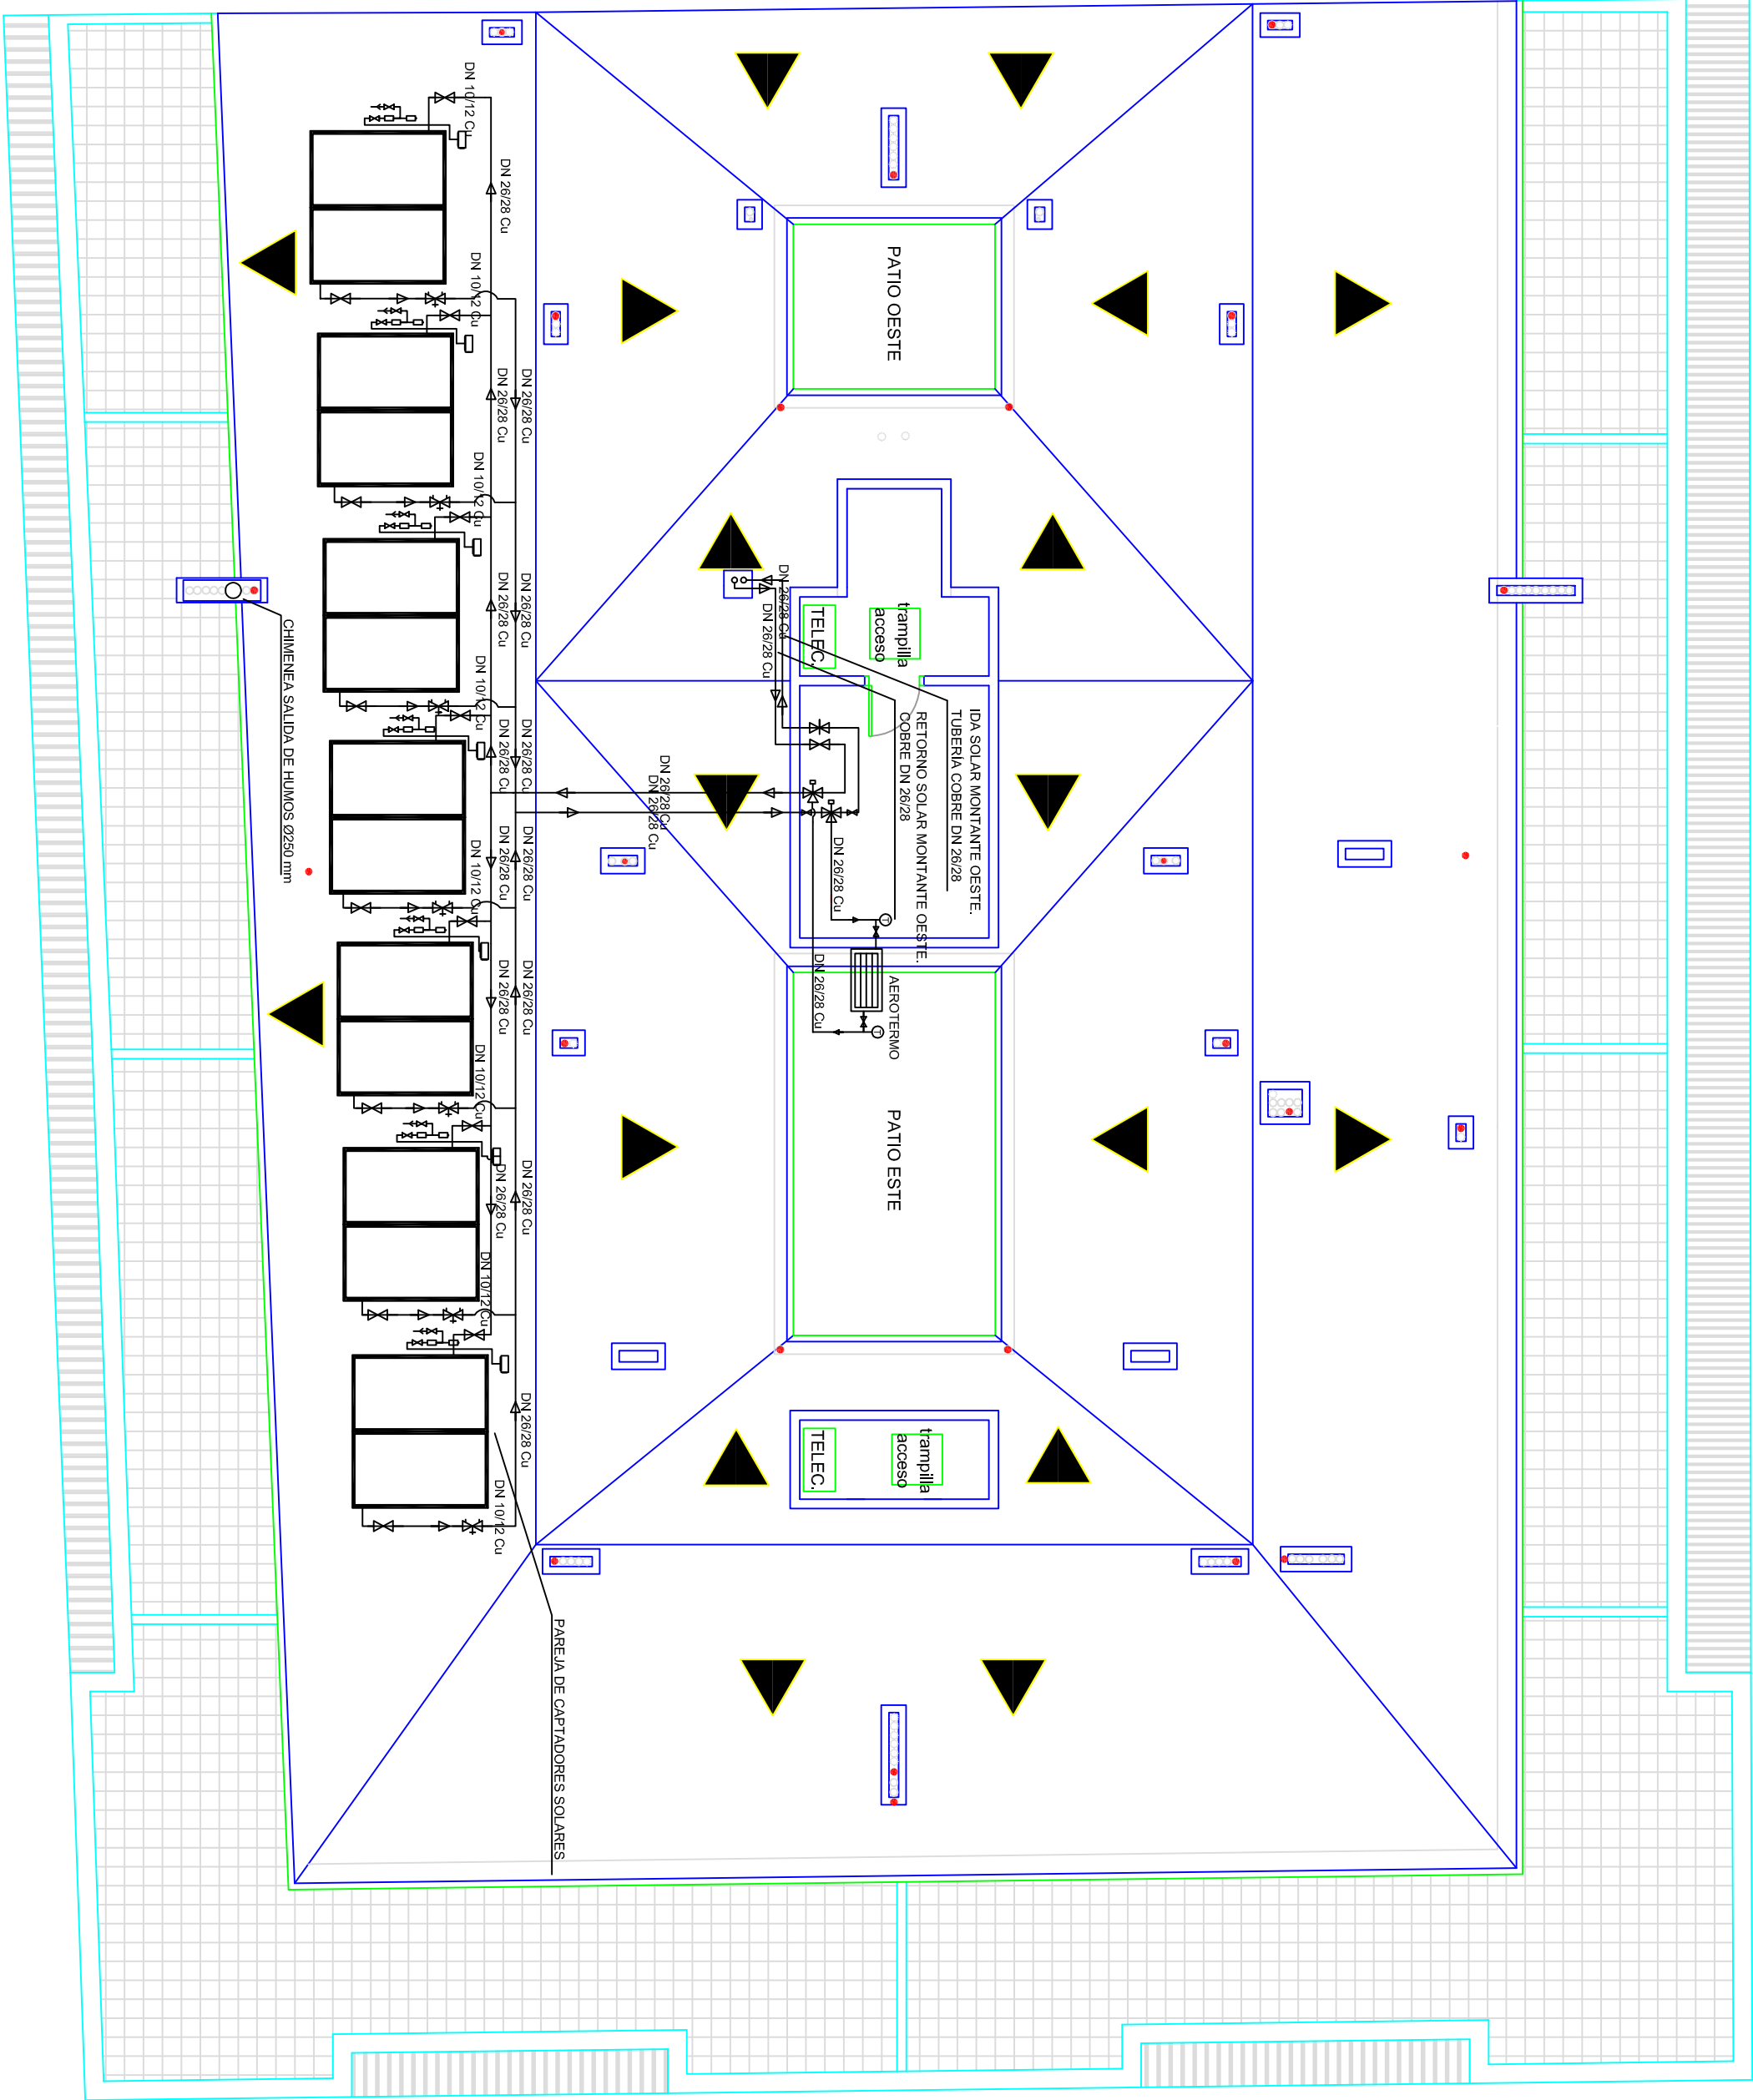 DN 10/12 Cu
DN 26/28 Cu
DN 10/12 Cu
DN 26/28 Cu
DN 26/28 Cu
DN 10/12 Cu
DN 26/28 Cu
DN 26/28 Cu
DN 10/12 Cu
DN 26/28 Cu
DN 26/28 Cu
DN 26/28 Cu
DN 26/28 Cu
DN 10/12 Cu
DN 26/28 Cu
DN 26/28 Cu
DN 10/12 Cu
DN 26/28 Cu
DN 26/28 Cu
DN 10/12 Cu
DN 26/28 Cu
DN 10/12 Cu
CHIMENEA SALIDA DE HUMOS Ø250 mm
PATIO OESTE
DN 26/28 Cu
DN 26/28 Cu
TELEC.
trampilla
acceso
IDA SOLAR MONTANTE OESTE.
TUBERÍA COBRE DN 26/28
RETORNO SOLAR MONTANTE OESTE.
COBRE DN 26/28
DN 26/28 Cu
DN 26/28 Cu
DN 26/28 Cu
DN 26/28 Cu
T
AEROTERMO
T
PATIO ESTE
TELEC.
trampilla
acceso
PAREJA DE CAPTADORES SOLARES